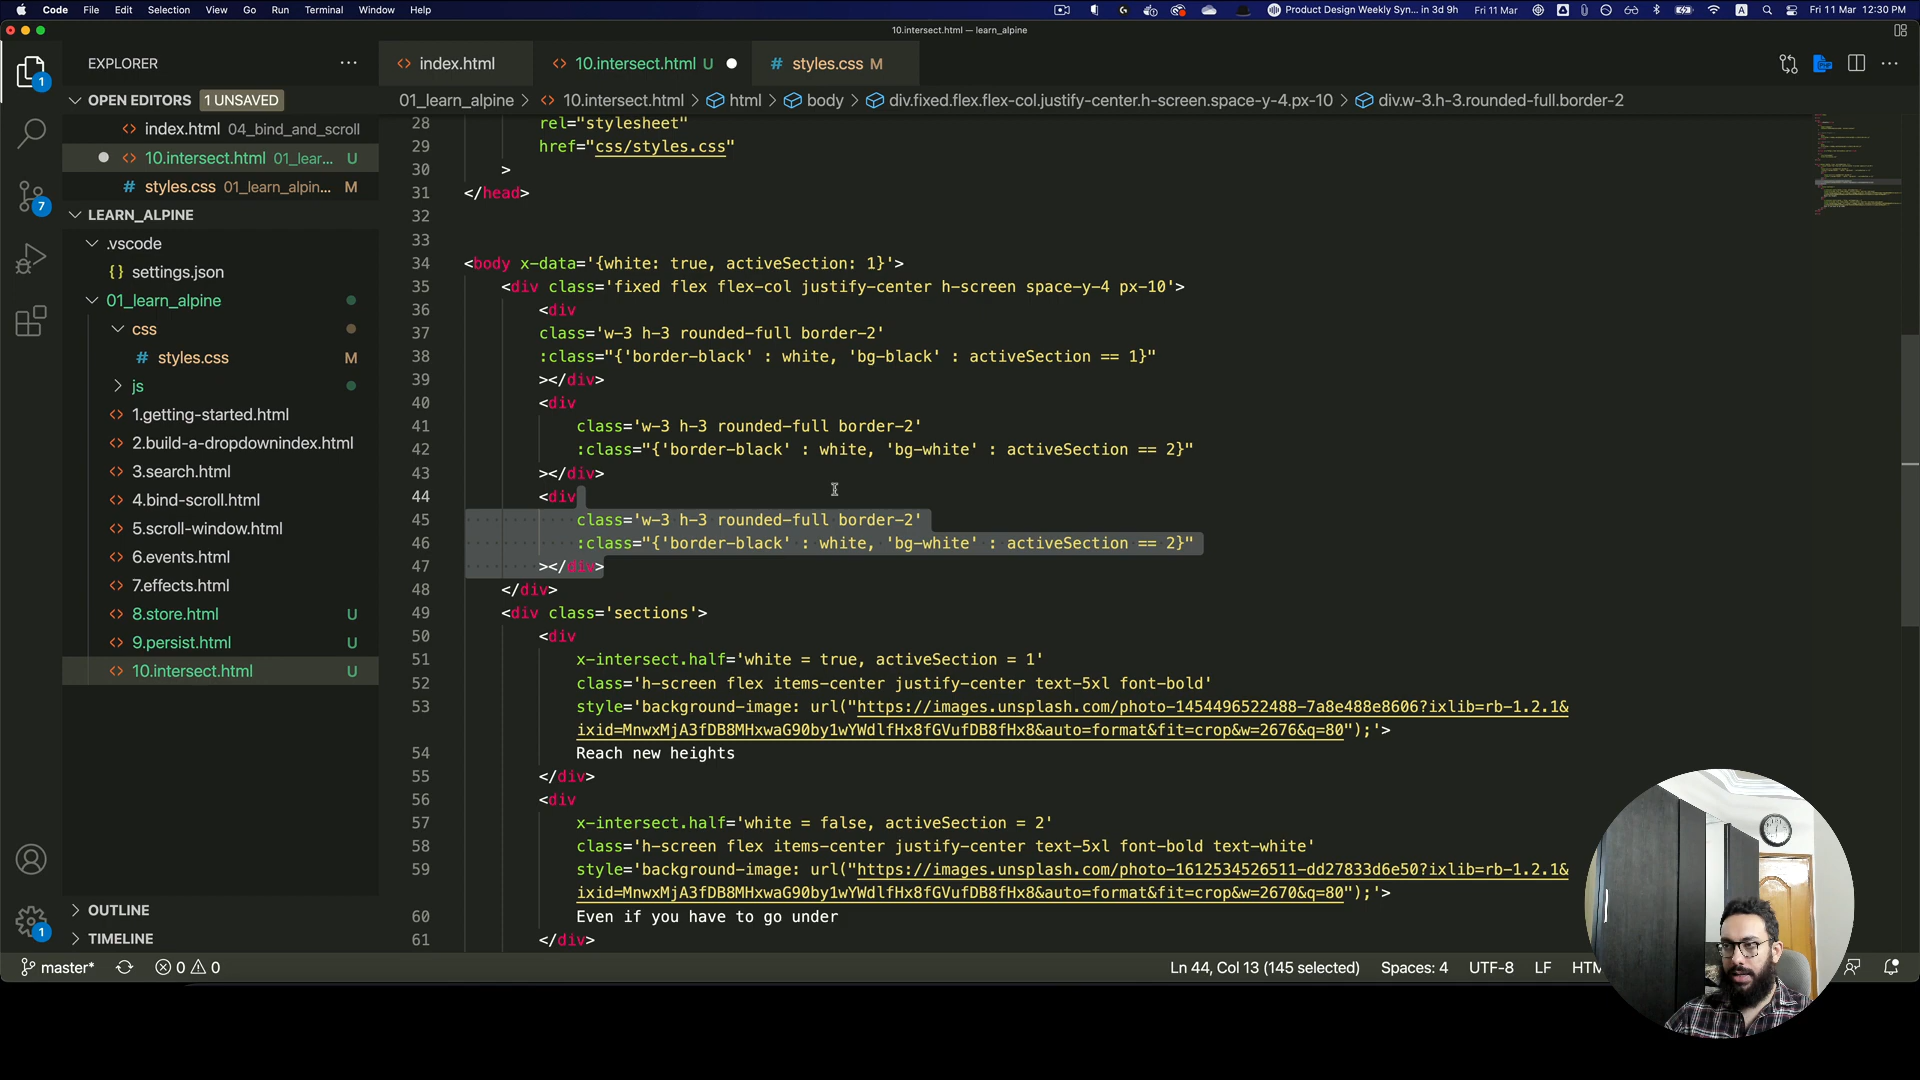 Code File Edit Selection View Go Run Terminal Window Help
Product Design Weekly Syn... in 3d 9h Fri 11 Mar A Fri 11 Mar 12:30 PM
10.intersect.html — learn_alpine
EXPLORER
index.html
10.intersect.html U
styles.css M
OPEN EDITORS 1 UNSAVED
index.html 04_bind_and_scroll
10.intersect.html 01_lear... U
styles.css 01_learn_alpin... M
LEARN_ALPINE
.vscode
settings.json
01_learn_alpine
css
styles.css M
js
1.getting-started.html
2.build-a-dropdownindex.html
3.search.html
4.bind-scroll.html
5.scroll-window.html
6.events.html
7.effects.html
8.store.html U
9.persist.html U
10.intersect.html U
OUTLINE
TIMELINE
1
7
1
01_learn_alpine > 10.intersect.html > html > body > div.fixed.flex.flex-col.justify-center.h-screen.space-y-4.px-10 > div.w-3.h-3.rounded-full.border-2
28 rel="stylesheet"
29 href="css/styles.css"
30 >
31 </head>
32
33
34 <body x-data='{white: true, activeSection: 1}'>
35 <div class='fixed flex flex-col justify-center h-screen space-y-4 px-10'>
36 <div
37 class='w-3 h-3 rounded-full border-2'
38 :class="{'border-black' : white, 'bg-black' : activeSection == 1}"
39 ></div>
40 <div
41 class='w-3 h-3 rounded-full border-2'
42 :class="{'border-black' : white, 'bg-white' : activeSection == 2}"
43 ></div>
44 <div
45 class='w-3 h-3 rounded-full border-2'
46 :class="{'border-black' : white, 'bg-white' : activeSection == 2}"
47 ></div>
48 </div>
49 <div class='sections'>
50 <div
51 x-intersect.half='white = true, activeSection = 1'
52 class='h-screen flex items-center justify-center text-5xl font-bold'
53 style='background-image: url("https://images.unsplash.com/photo-1454496522488-7a8e488e8606?ixlib=rb-1.2.1&
ixid=MnwxMjA3fDB8MHxwaG90by1wYWdlfHx8fGVufDB8fHx8&auto=format&fit=crop&w=2676&q=80");'>
54 Reach new heights
55 </div>
56 <div
57 x-intersect.half='white = false, activeSection = 2'
58 class='h-screen flex items-center justify-center text-5xl font-bold text-white'
59 style='background-image: url("https://images.unsplash.com/photo-1612534526511-dd27833d6e50?ixlib=rb-1.2.1&
ixid=MnwxMjA3fDB8MHxwaG90by1wYWdlfHx8fGVufDB8fHx8&auto=format&fit=crop&w=2670&q=80");'>
60 Even if you have to go under
61 </div>
master* 0 0 Ln 44, Col 13 (145 selected) Spaces: 4 UTF-8 LF HTM